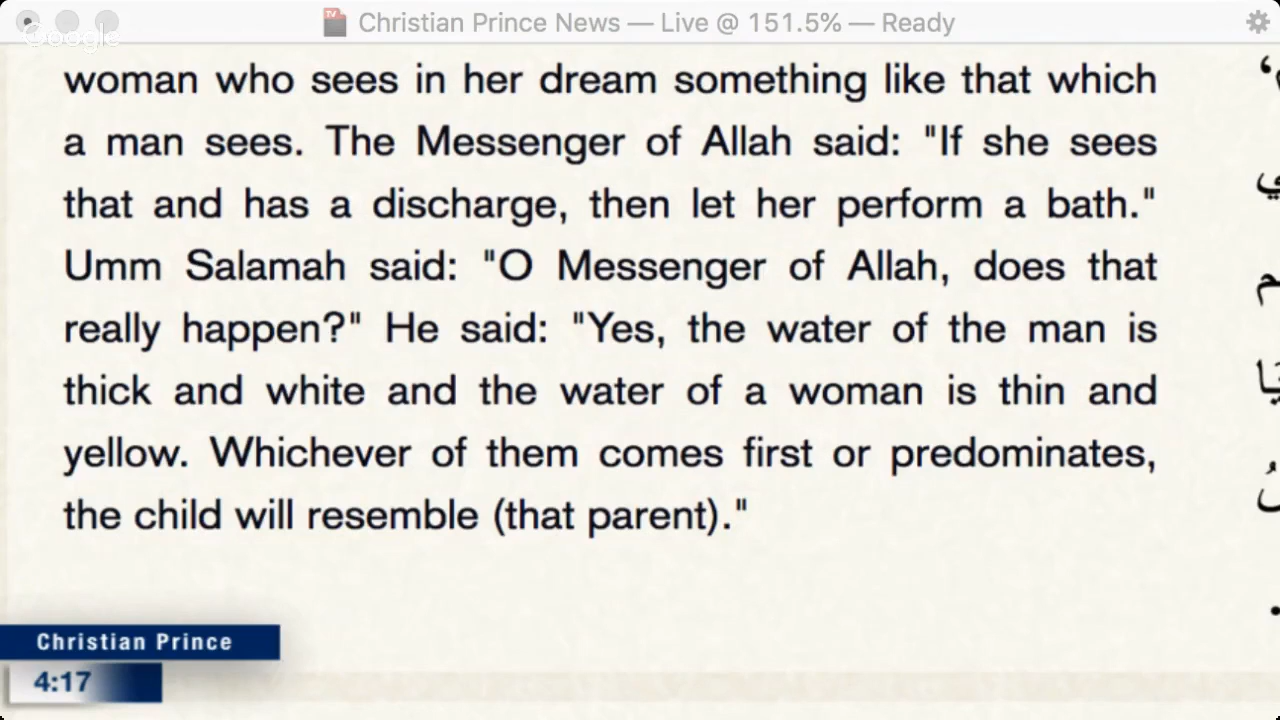 Christian Prince News — Live @ 151.5% — Ready
Google
woman who sees in her dream something like that which
a man sees. The Messenger of Allah said: "If she sees
that and has a discharge, then let her perform a bath."
Umm Salamah said: "O Messenger of Allah, does that
really happen?" He said: "Yes, the water of the man is
thick and white and the water of a woman is thin and
yellow. Whichever of them comes first or predominates,
the child will resemble (that parent)."
Christian Prince
4:17